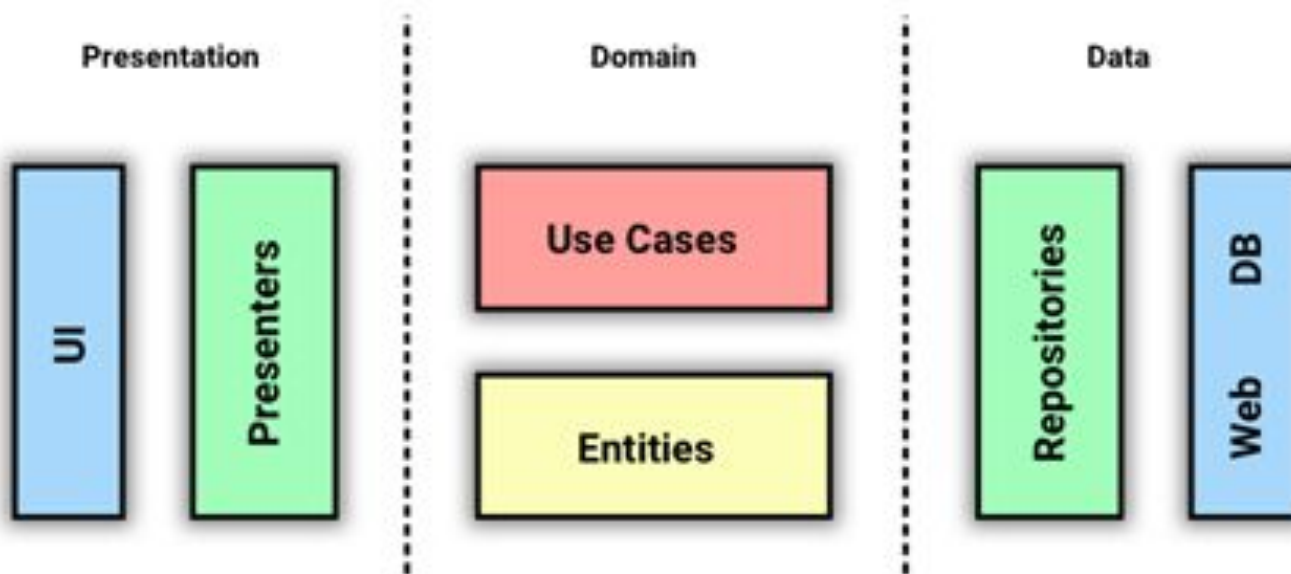 Presentation
Domain
Data
UI
Presenters
Use Cases
Entities
Repositories
Web DB